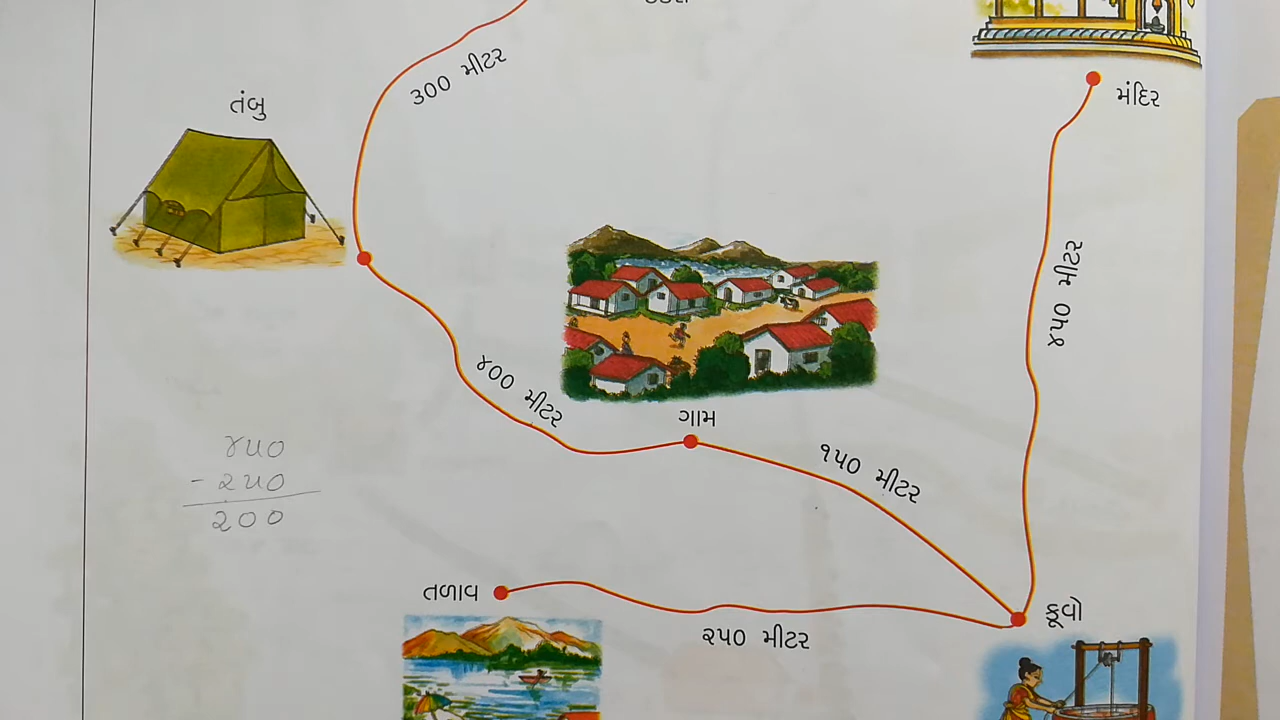 ૩૦૦ મીટર
મંદિર
તંબુ
૪૫૦ મીટર
૪૦૦ મીટર
ગામ
૧૫૦ મીટર
૪૫૦
- ૨૫૦
૨૦૦
તળાવ
કૂવો
૨૫૦ મીટર